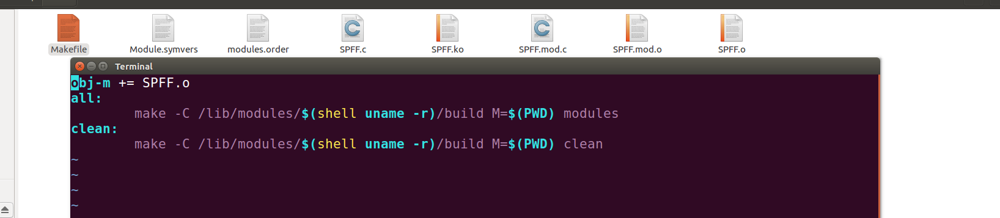 Makefile Module.symvers modules.order SPFF.c SPFF.ko SPFF.mod.c SPFF.mod.o SPFF.o
Terminal
obj-m += SPFF.o
all:
        make -C /lib/modules/$(shell uname -r)/build M=$(PWD) modules
clean:
        make -C /lib/modules/$(shell uname -r)/build M=$(PWD) clean
~
~
~
~